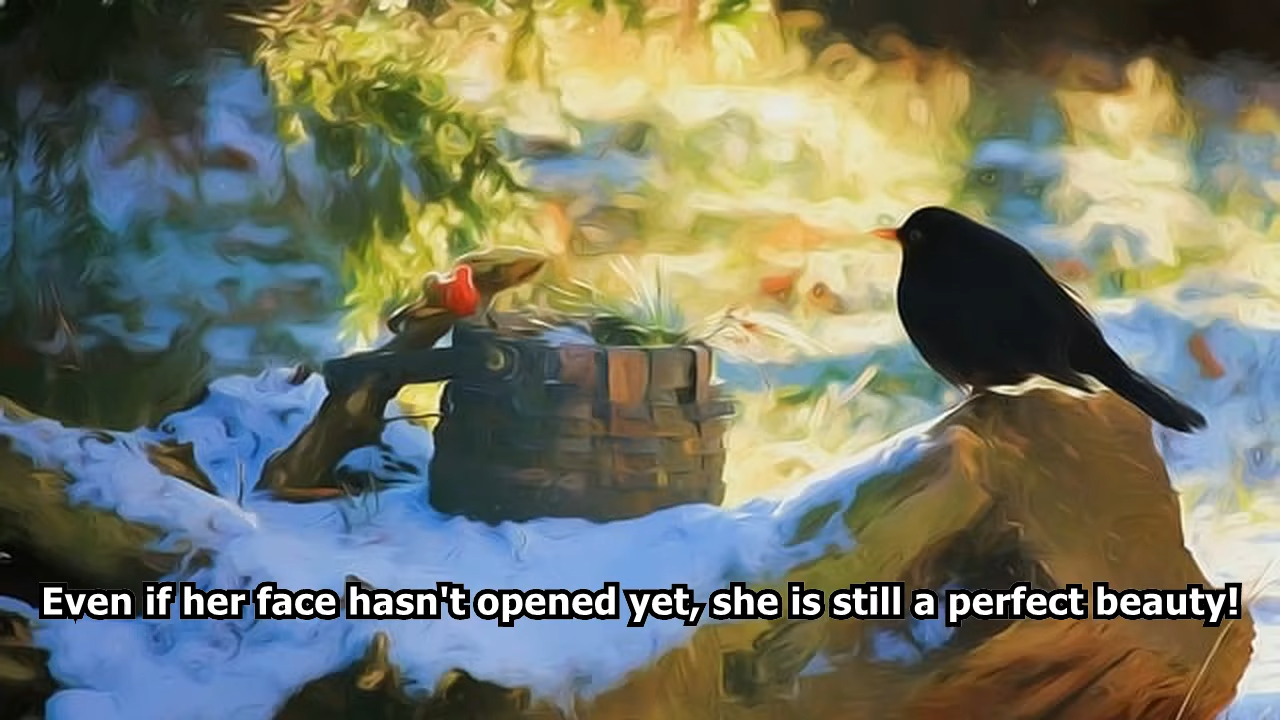 Even if her face hasn't opened yet, she is still a perfect beauty!